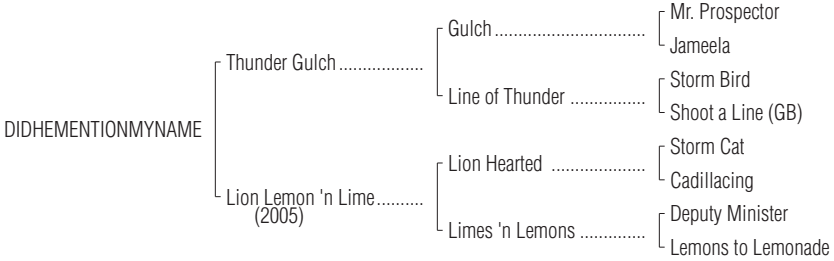 Mr. Prospector
Gulch ...............................
Jameela
Thunder Gulch ..................
Storm Bird
Line of Thunder ................
Shoot a Line (GB)
DIDHEMENTIONMYNAME
Storm Cat
Lion Hearted ....................
Cadillacing
Lion Lemon 'n Lime ..........
(2005)
Deputy Minister
Limes 'n Lemons ..............
Lemons to Lemonade